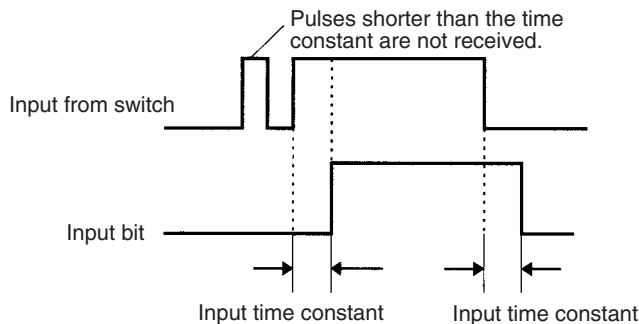 Pulses shorter than the time
constant are not received.
Input from switch
Input bit
Input time constant
Input time constant